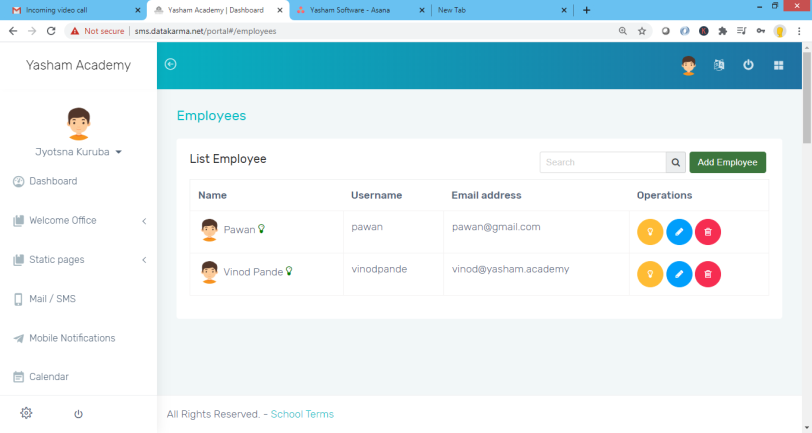 Incoming video call
Yasham Academy | Dashboard
Yasham Software - Asana
New Tab
Not secure | sms.datakarma.net/portal#/employees
Yasham Academy
Jyotsna Kuruba
Dashboard
Welcome Office
Static pages
Mail / SMS
Mobile Notifications
Calendar
Employees
List Employee
Search
Add Employee
Name Username Email address Operations
Pawan pawan pawan@gmail.com
Vinod Pande vinodpande vinod@yasham.academy
All Rights Reserved. - School Terms